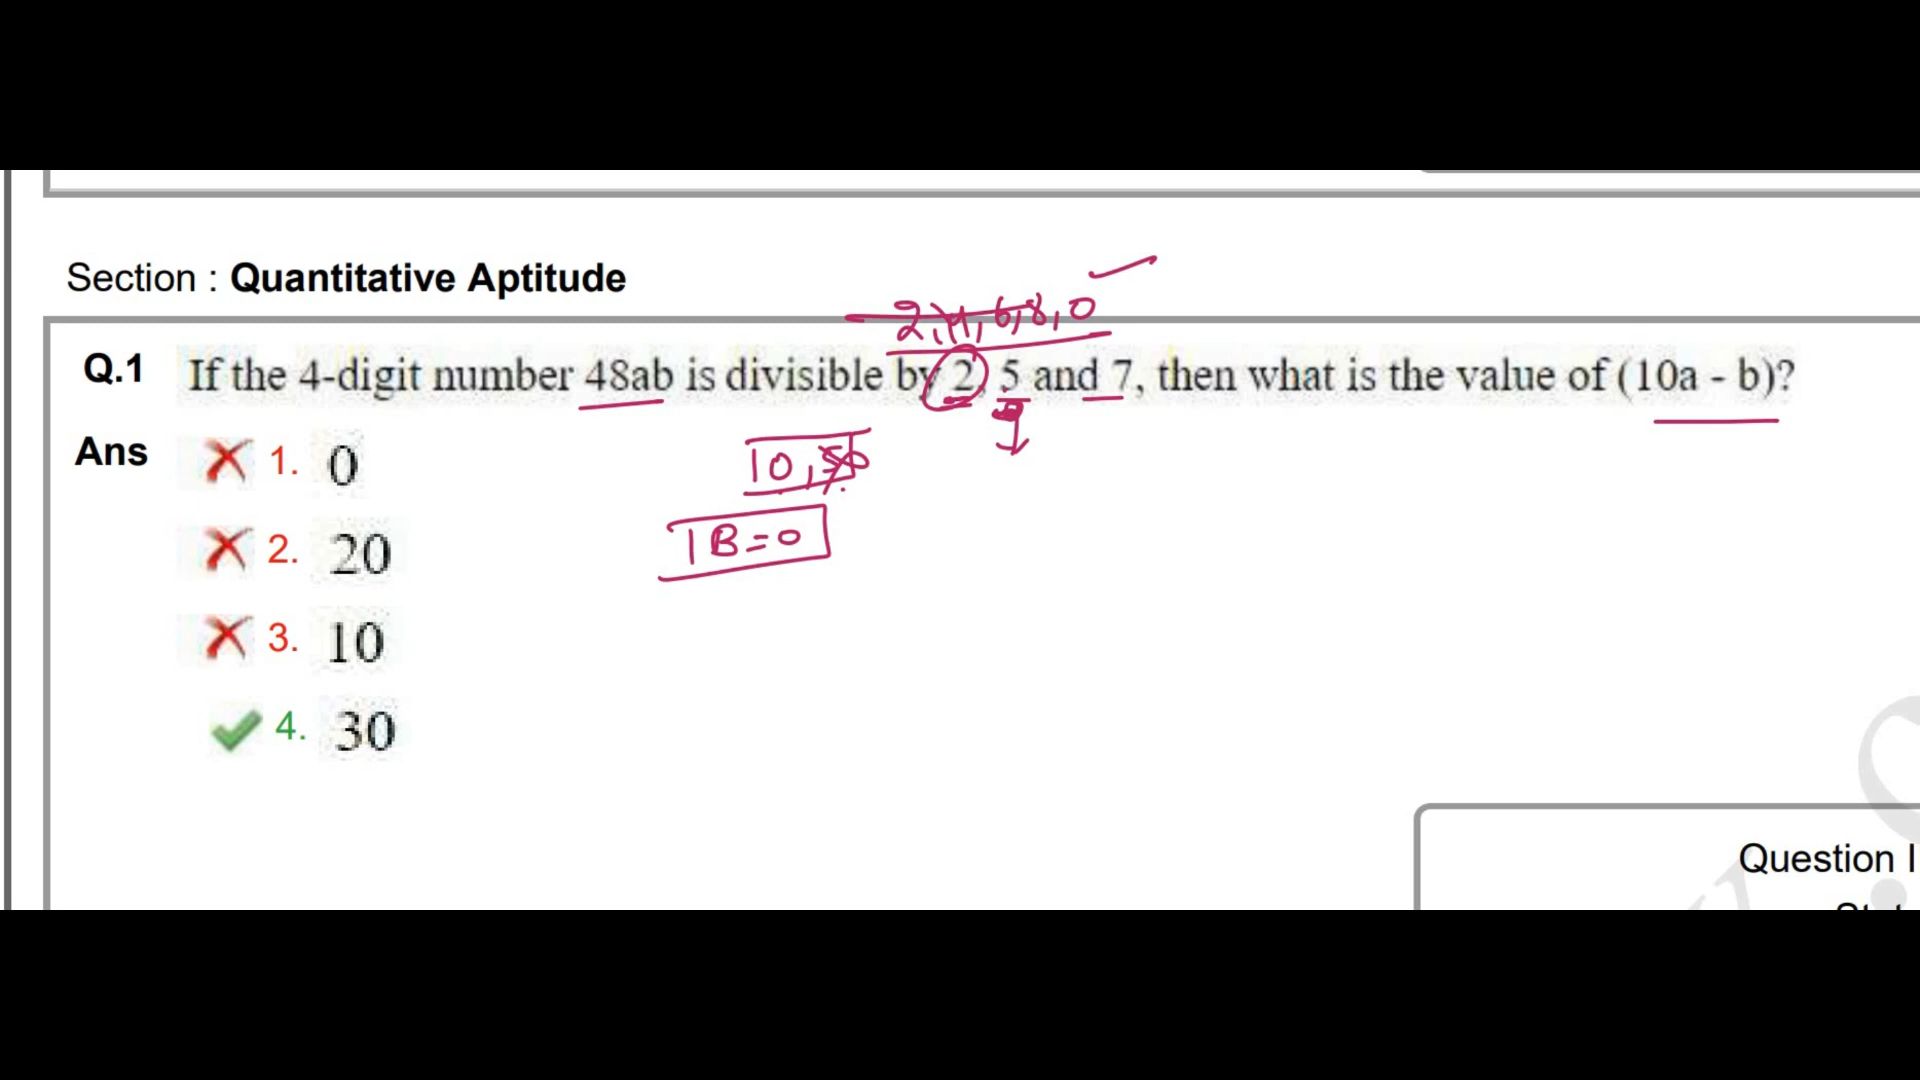 Section : Quantitative Aptitude
2, 4, 6, 8, 0
Q.1 If the 4-digit number 48ab is divisible by 2, 5 and 7, then what is the value of (10a - b)?
Ans 1. 0
10,
B=0
2. 20
3. 10
4. 30
Question I